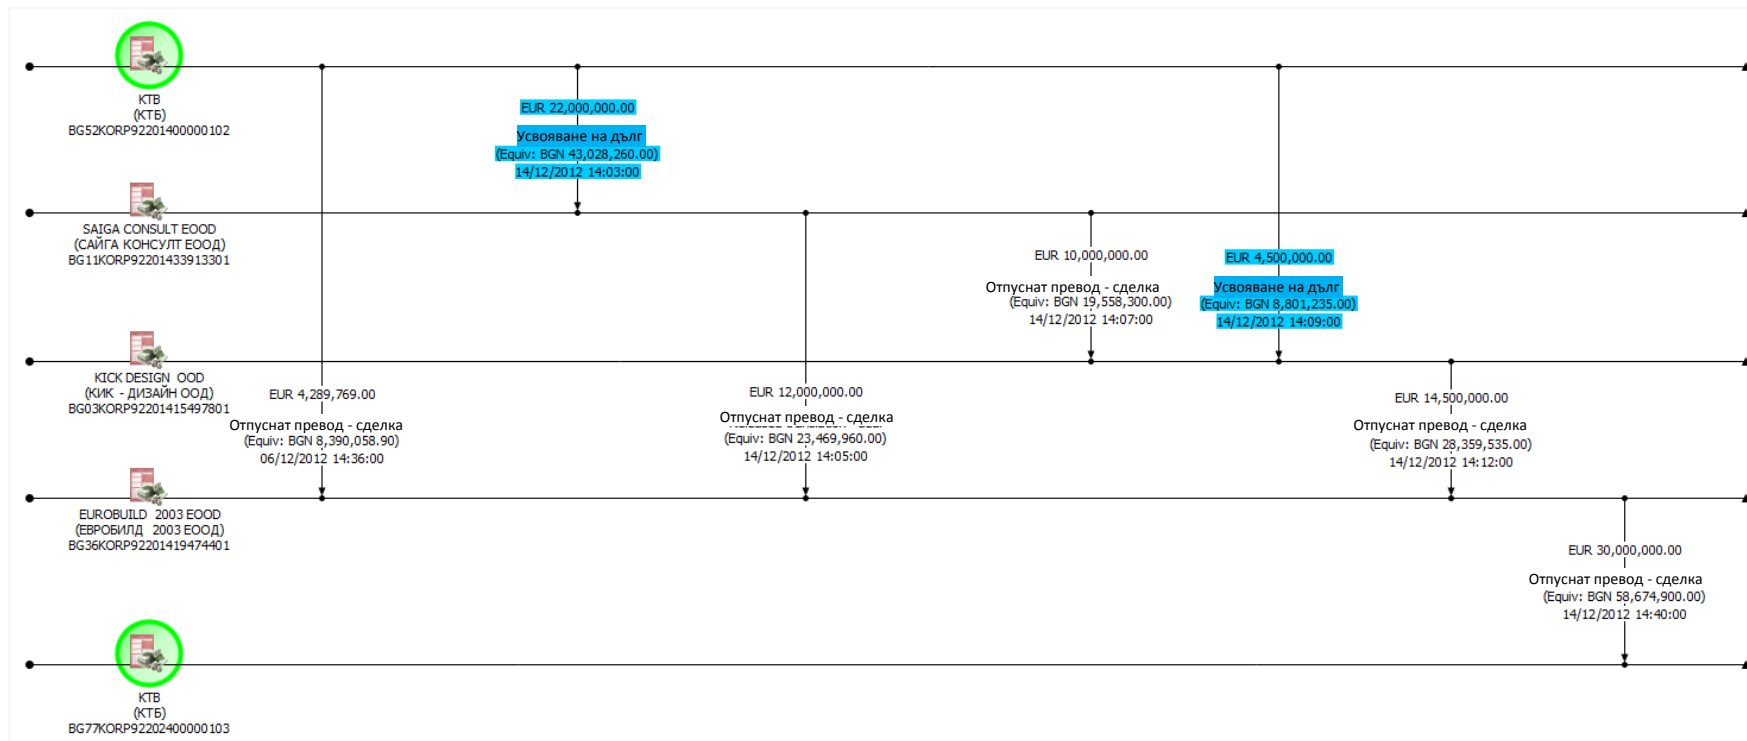 KTB
(КТБ)
BG52KORP92201400000102
EUR 22,000,000.00
Усвояване на дълг
(Equiv: BGN 43,028,260.00)
14/12/2012 14:03:00
SAIGA CONSULT EOOD
(САЙГА КОНСУЛТ ЕООД)
BG11KORP92201433913301
EUR 10,000,000.00
Отпуснат превод - сделка
(Equiv: BGN 19,558,300.00)
14/12/2012 14:07:00
EUR 4,500,000.00
Усвояване на дълг
(Equiv: BGN 8,801,235.00)
14/12/2012 14:09:00
KICK DESIGN OOD
(КИК - ДИЗАЙН ООД)
BG03KORP92201415497801
EUR 4,289,769.00
Отпуснат превод - сделка
(Equiv: BGN 8,390,058.90)
06/12/2012 14:36:00
EUR 12,000,000.00
Отпуснат превод - сделка
(Equiv: BGN 23,469,960.00)
14/12/2012 14:05:00
EUR 14,500,000.00
Отпуснат превод - сделка
(Equiv: BGN 28,359,535.00)
14/12/2012 14:12:00
EUROBUILD 2003 EOOD
(ЕВРОБИЛД 2003 ЕООД)
BG36KORP92201419474401
EUR 30,000,000.00
Отпуснат превод - сделка
(Equiv: BGN 58,674,900.00)
14/12/2012 14:40:00
KTB
(КТБ)
BG77KORP92202400000103